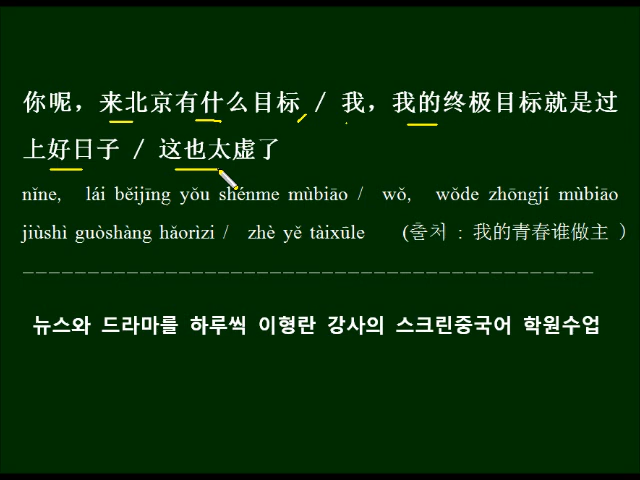 你呢，来北京有什么目标 / 我，我的终极目标就是过
上好日子 / 这也太虚了
nǐne, lái běijīng yǒu shénme mùbiāo / wǒ, wǒde zhōngjí mùbiāo
jiùshì guòshàng hǎorìzi / zhè yě tàixūle (출처 : 我的青春谁做主 )
뉴스와 드라마를 하루씩 이형란 강사의 스크린중국어 학원수업